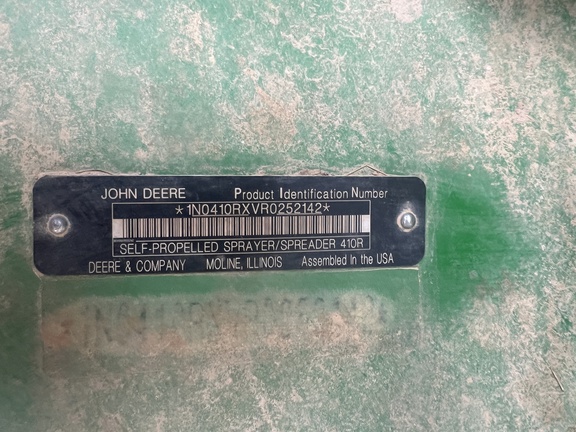 JOHN DEERE Product Identification Number
*1N0410RXVR0252142*
SELF-PROPELLED SPRAYER/SPREADER 410R
DEERE & COMPANY MOLINE, ILLINOIS Assembled in the USA